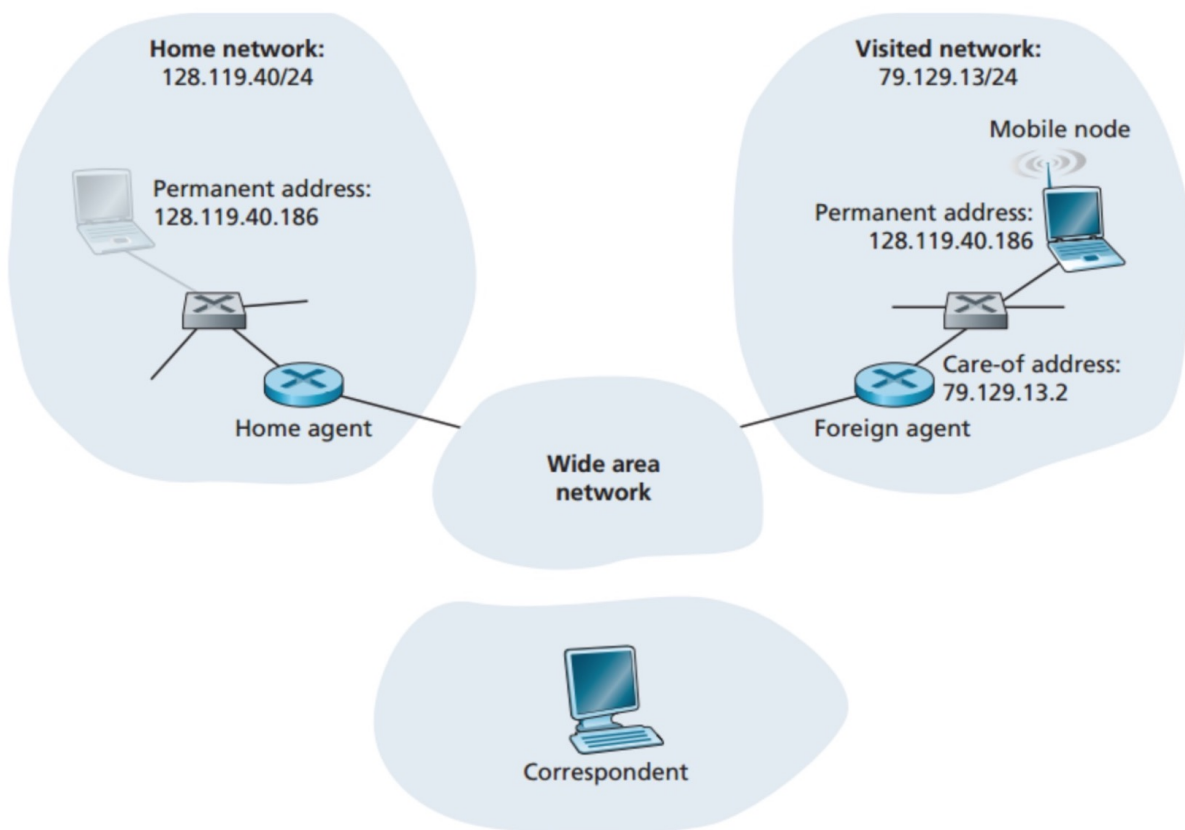 Home network:
128.119.40/24
Visited network:
79.129.13/24
Mobile node
Permanent address:
128.119.40.186
Permanent address:
128.119.40.186
Care-of address:
79.129.13.2
Home agent
Foreign agent
Wide area
network
Correspondent